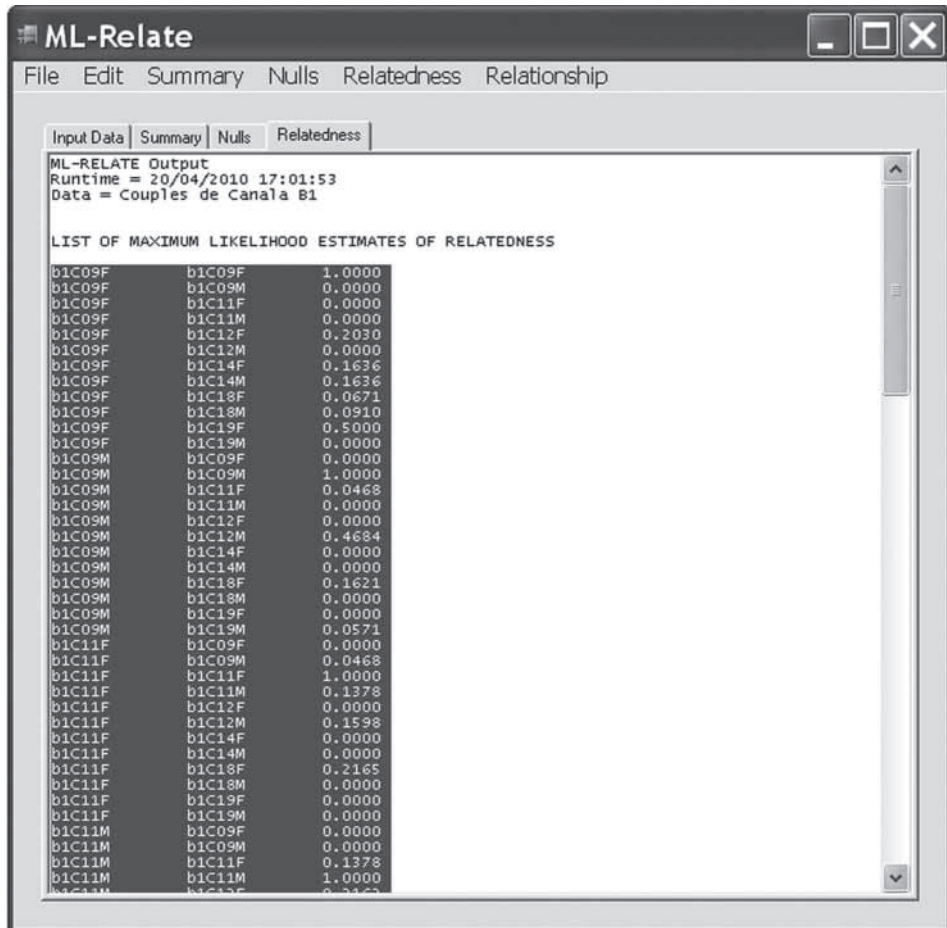 ML-Relate
File Edit Summary Nulls Relatedness Relationship
Input Data Summary Nulls Relatedness
ML-RELATE Output
Runtime = 20/04/2010 17:01:53
Data = Couples de Canala B1
LIST OF MAXIMUM LIKELIHOOD ESTIMATES OF RELATEDNESS
b1C09F b1C09F 1.0000
b1C09F b1C09M 0.0000
b1C09F b1C11F 0.0000
b1C09F b1C11M 0.0000
b1C09F b1C12F 0.2030
b1C09F b1C12M 0.0000
b1C09F b1C14F 0.1636
b1C09F b1C14M 0.1636
b1C09F b1C18F 0.0671
b1C09F b1C18M 0.0910
b1C09F b1C19F 0.5000
b1C09F b1C19M 0.0000
b1C09M b1C09F 0.0000
b1C09M b1C09M 1.0000
b1C09M b1C11F 0.0468
b1C09M b1C11M 0.0000
b1C09M b1C12F 0.0000
b1C09M b1C12M 0.4684
b1C09M b1C14F 0.0000
b1C09M b1C14M 0.0000
b1C09M b1C18F 0.1621
b1C09M b1C18M 0.0000
b1C09M b1C19F 0.0000
b1C09M b1C19M 0.0571
b1C11F b1C09F 0.0000
b1C11F b1C09M 0.0468
b1C11F b1C11F 1.0000
b1C11F b1C11M 0.1378
b1C11F b1C12F 0.0000
b1C11F b1C12M 0.1598
b1C11F b1C14F 0.0000
b1C11F b1C14M 0.0000
b1C11F b1C18F 0.2165
b1C11F b1C18M 0.0000
b1C11F b1C19F 0.0000
b1C11F b1C19M 0.0000
b1C11M b1C09F 0.0000
b1C11M b1C09M 0.0000
b1C11M b1C11F 0.1378
b1C11M b1C11M 1.0000